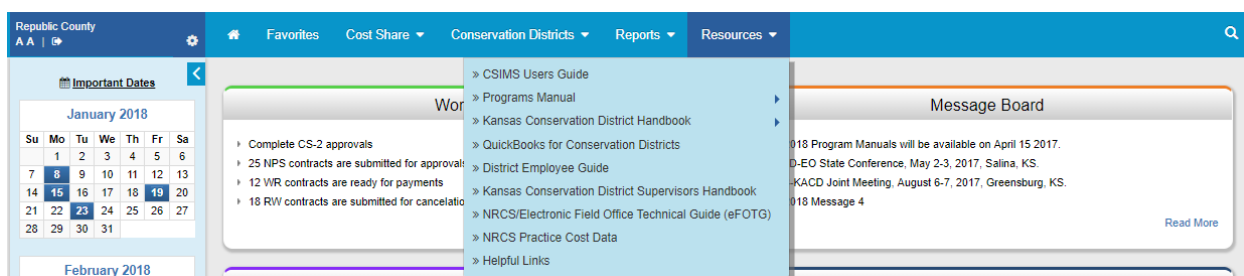 Republic County
A A |
Favorites Cost Share Conservation Districts Reports Resources
Important Dates
January 2018
Su Mo Tu We Th Fr Sa
1 2 3 4 5 6
7 8 9 10 11 12 13
14 15 16 17 18 19 20
21 22 23 24 25 26 27
28 29 30 31
February 2018
Wor
Complete CS-2 approvals
25 NPS contracts are submitted for approvals
12 WR contracts are ready for payments
18 RW contracts are submitted for cancelatio
» CSIMS Users Guide
» Programs Manual
» Kansas Conservation District Handbook
» QuickBooks for Conservation Districts
» District Employee Guide
» Kansas Conservation District Supervisors Handbook
» NRCS/Electronic Field Office Technical Guide (eFOTG)
» NRCS Practice Cost Data
» Helpful Links
Message Board
018 Program Manuals will be available on April 15 2017.
D-EO State Conference, May 2-3, 2017, Salina, KS.
-KACD Joint Meeting, August 6-7, 2017, Greensburg, KS.
018 Message 4
Read More